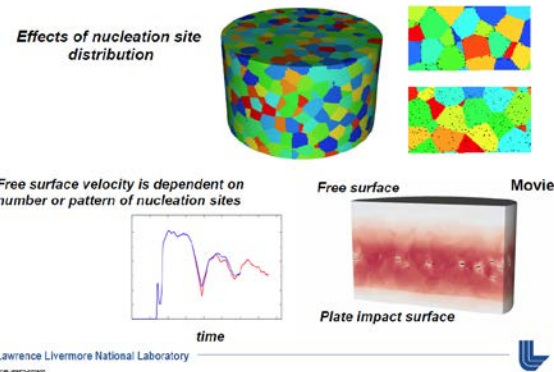 Effects of nucleation site
distribution
Free surface velocity is dependent on
number or pattern of nucleation sites
time
Free surface
Movie
Plate impact surface
Lawrence Livermore National Laboratory